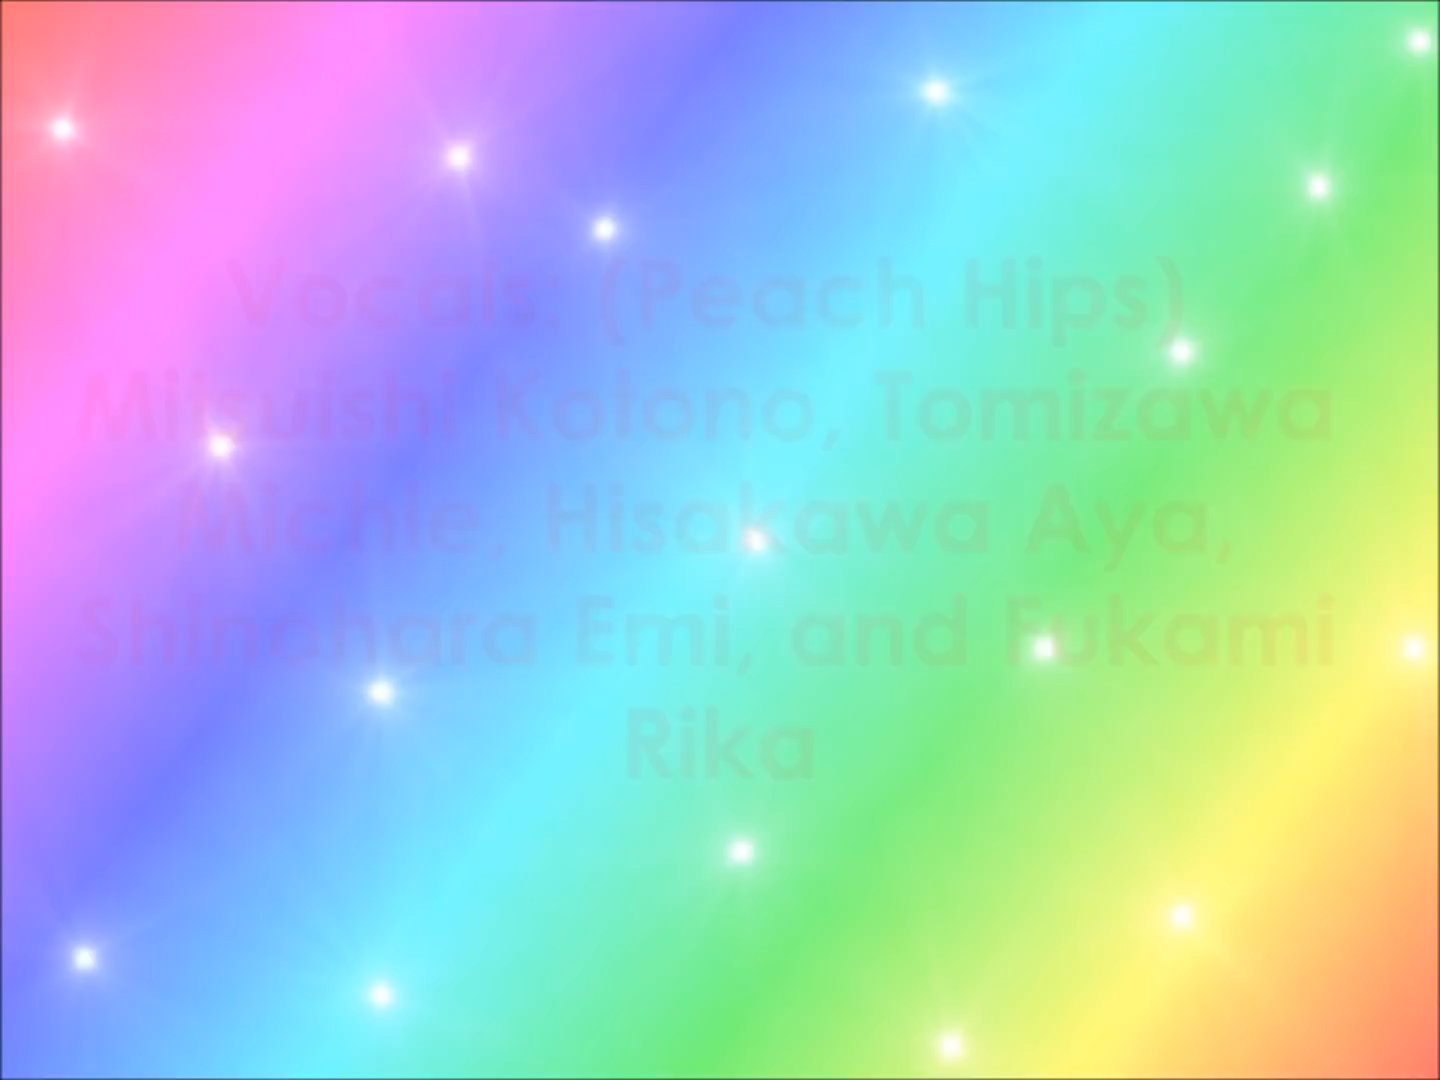 Vocals: (Peach Hips)
Mitsuishi Kotono, Tomizawa
Michie, Hisakawa Aya,
Shinohara Emi, and Fukami
Rika